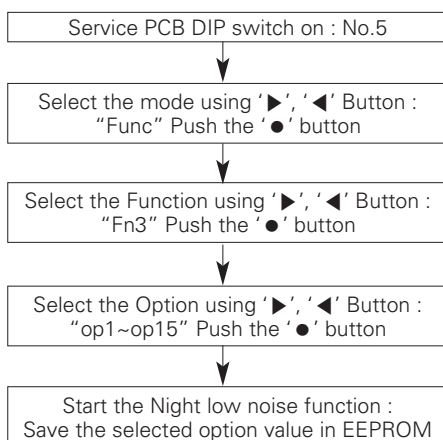 Service PCB DIP switch on : No.5
Select the mode using ‘▶’, ‘◀’ Button :
“Func” Push the ‘●’ button
Select the Function using ‘▶’, ‘◀’ Button :
“Fn3” Push the ‘●’ button
Select the Option using ‘▶’, ‘◀’ Button :
“op1~op15” Push the ‘●’ button
Start the Night low noise function :
Save the selected option value in EEPROM